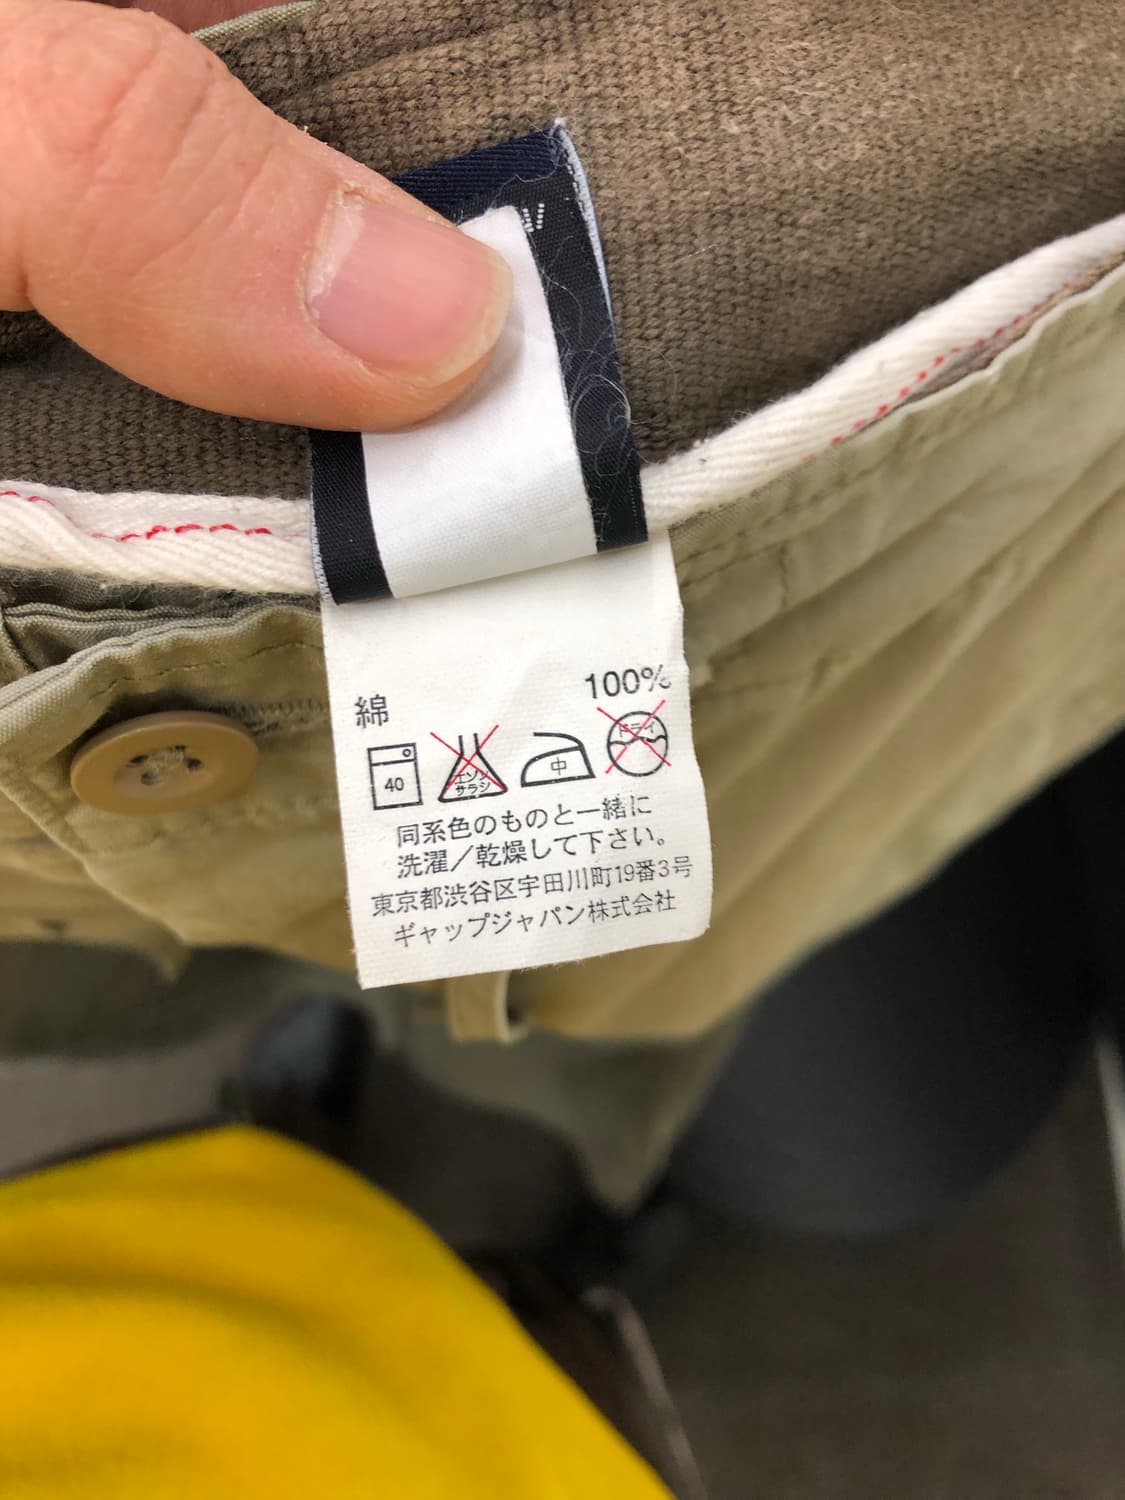 綿 100%
40 エンソ サラシ 中 ドライ
同系色のものと一緒に
洗濯／乾燥して下さい。
東京都渋谷区宇田川町19番3号
ギャップジャパン株式会社